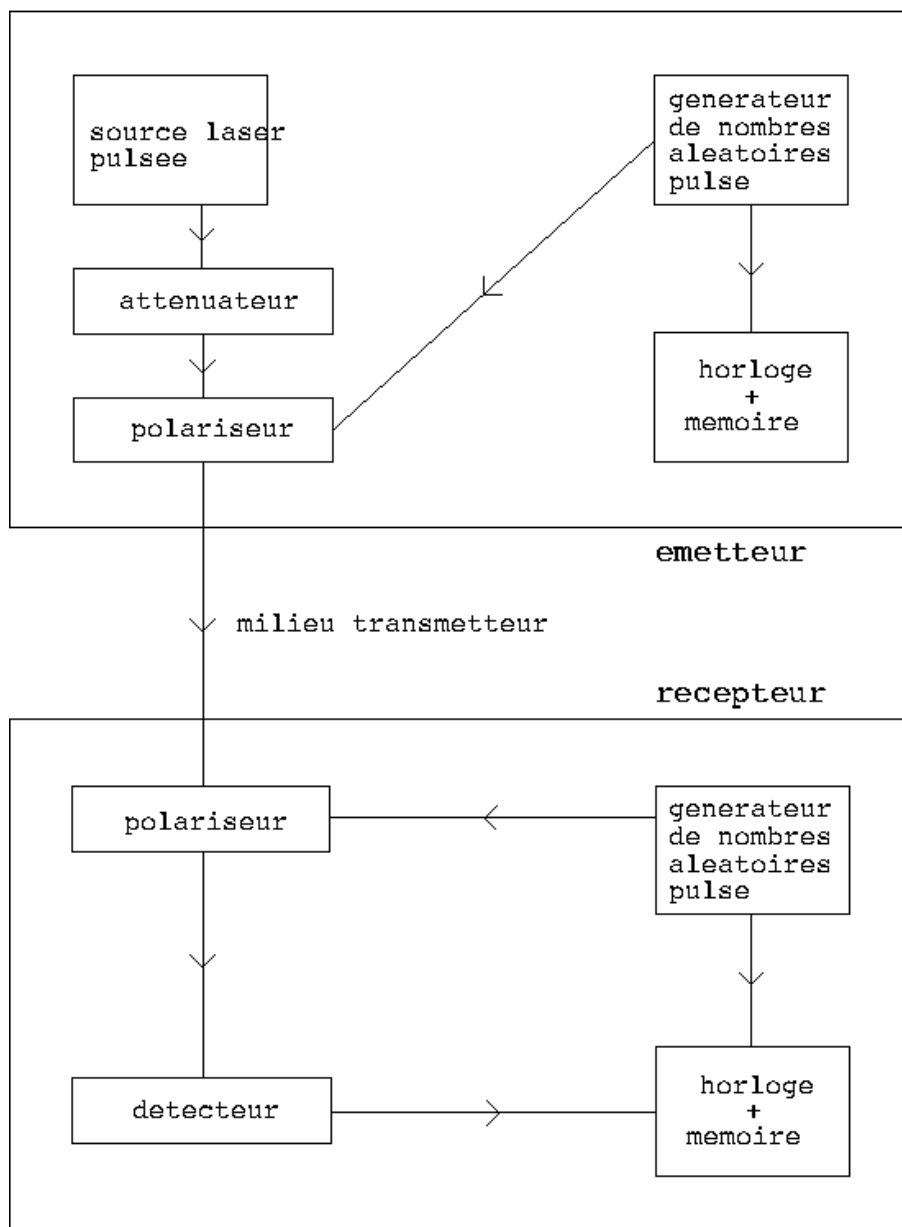 source laser
pulsee
generateur
de nombres
aleatoires
pulse
attenuateur
horloge
+
memoire
polariseur
emetteur
milieu transmetteur
recepteur
polariseur
generateur
de nombres
aleatoires
pulse
detecteur
horloge
+
memoire